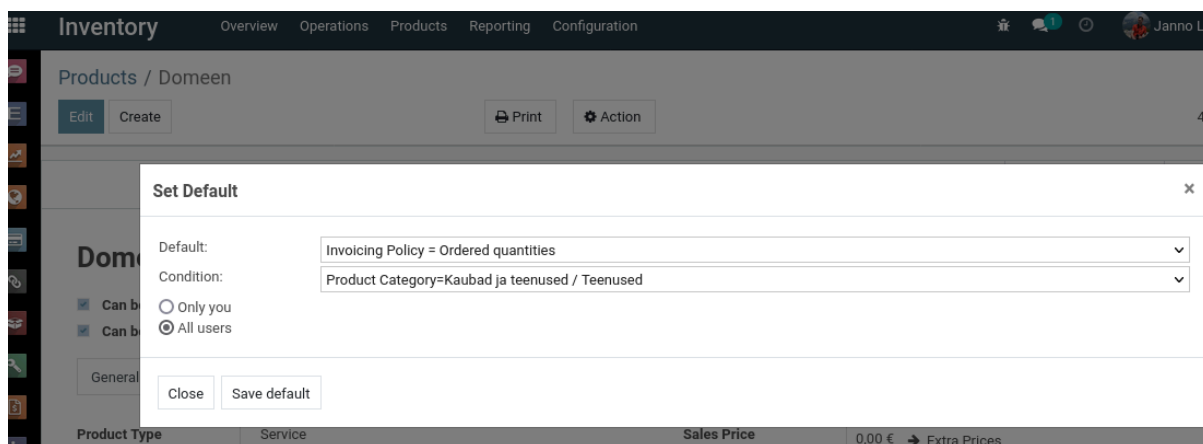 Inventory Overview Operations Products Reporting Configuration 1 Janno L
Products / Domeen
Edit Create Print Action 4
Set Default ×
Default: Invoicing Policy = Ordered quantities
Condition: Product Category=Kaubad ja teenused / Teenused
Only you
All users
Can b
Can b
General
Close Save default
Product Type Service Sales Price 0.00 € Extra Prices